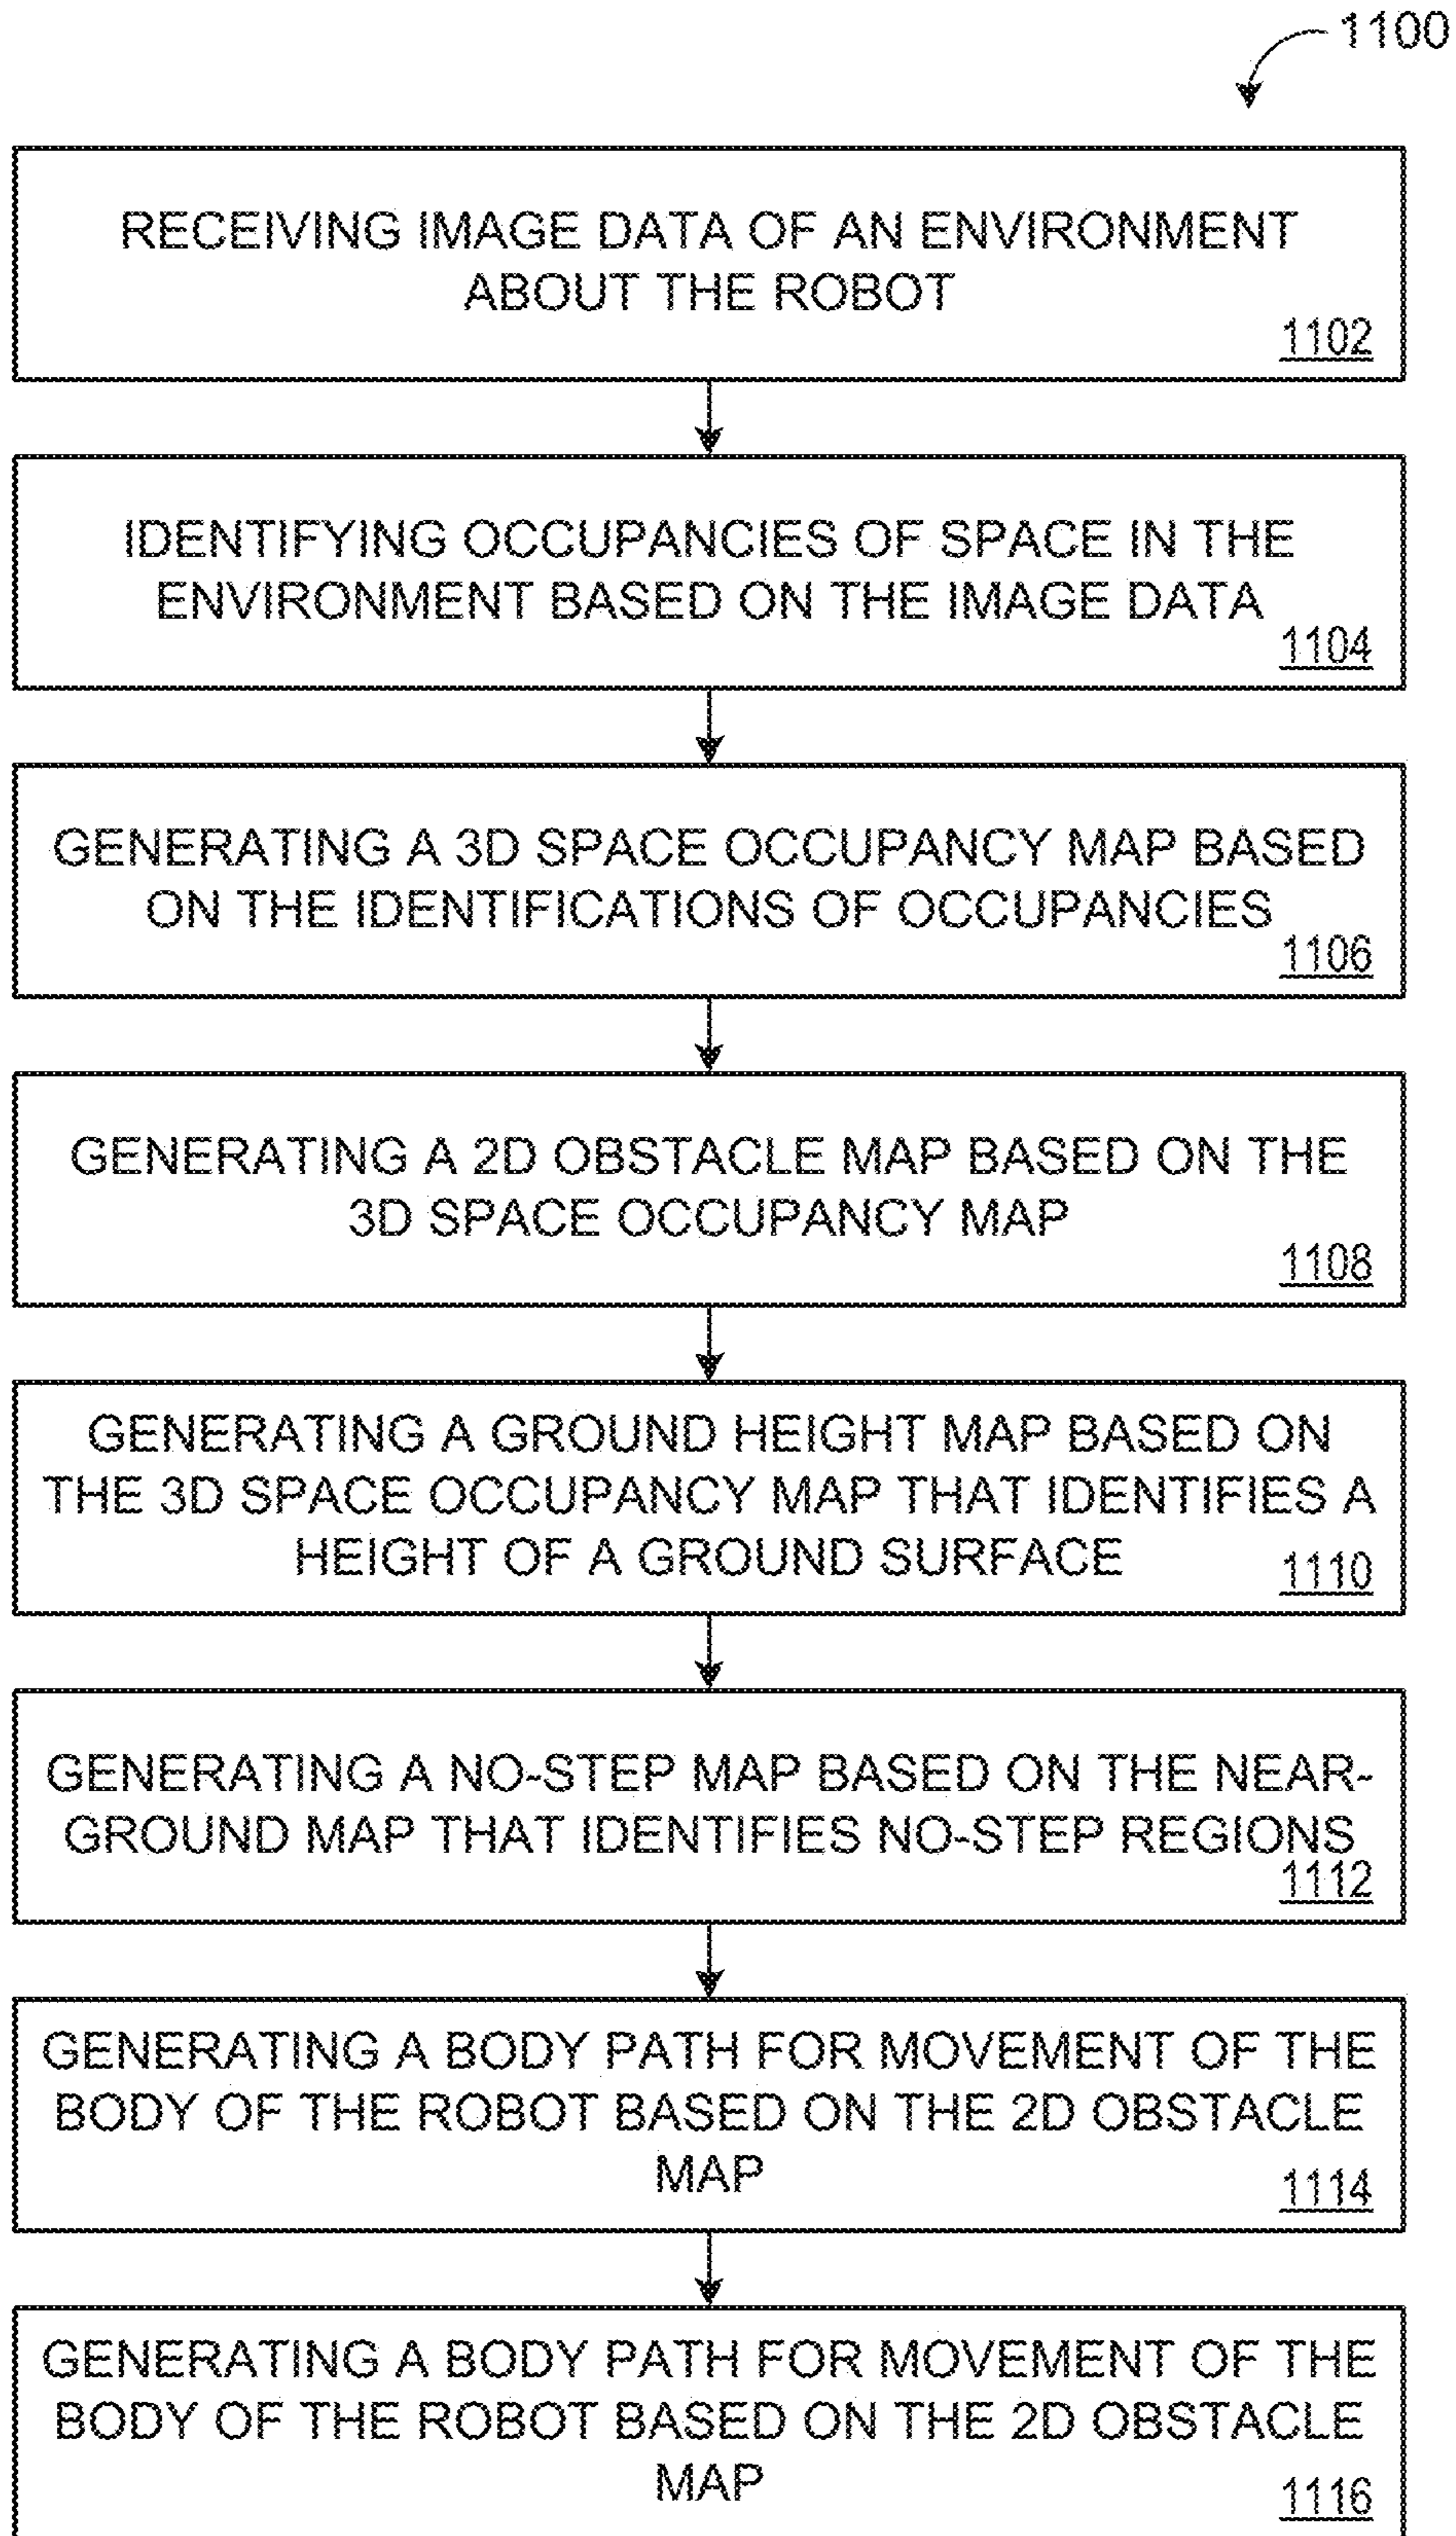 1100
RECEIVING IMAGE DATA OF AN ENVIRONMENT
ABOUT THE ROBOT
1102
IDENTIFYING OCCUPANCIES OF SPACE IN THE
ENVIRONMENT BASED ON THE IMAGE DATA
1104
GENERATING A 3D SPACE OCCUPANCY MAP BASED
ON THE IDENTIFICATIONS OF OCCUPANCIES
1106
GENERATING A 2D OBSTACLE MAP BASED ON THE
3D SPACE OCCUPANCY MAP
1108
GENERATING A GROUND HEIGHT MAP BASED ON
THE 3D SPACE OCCUPANCY MAP THAT IDENTIFIES A
HEIGHT OF A GROUND SURFACE
1110
GENERATING A NO-STEP MAP BASED ON THE NEAR-
GROUND MAP THAT IDENTIFIES NO-STEP REGIONS
1112
GENERATING A BODY PATH FOR MOVEMENT OF THE
BODY OF THE ROBOT BASED ON THE 2D OBSTACLE
MAP
1114
GENERATING A BODY PATH FOR MOVEMENT OF THE
BODY OF THE ROBOT BASED ON THE 2D OBSTACLE
MAP
1116